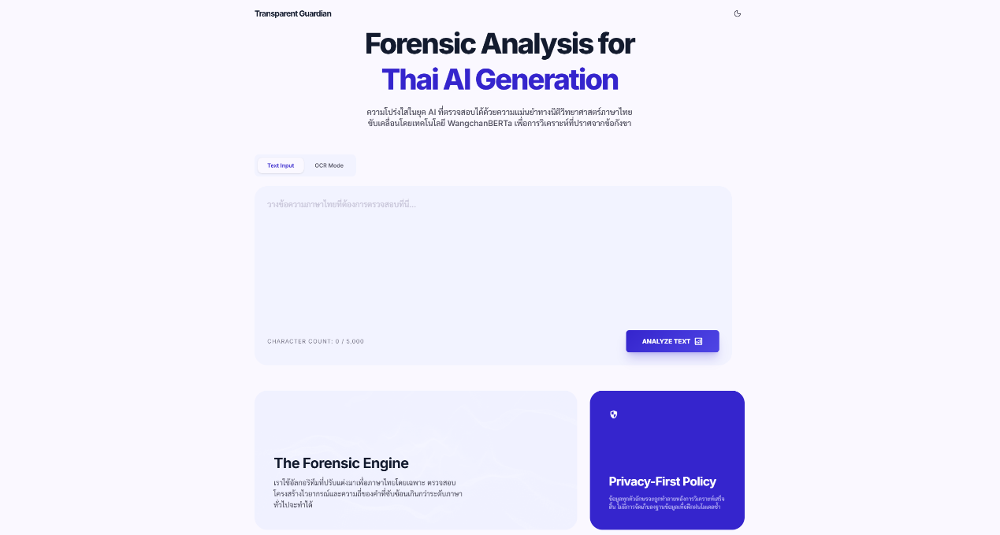 Transparent Guardian
Forensic Analysis for
Thai AI Generation
ความโปร่งใสในยุค AI ที่ตรวจสอบได้ด้วยความแม่นยำทางนิติวิทยาศาสตร์ภาษาไทย
ขับเคลื่อนโดยเทคโนโลยี WangchanBERTa เพื่อการวิเคราะห์ที่ปราศจากข้อกังขา
Text Input
OCR Mode
วางข้อความภาษาไทยที่ต้องการตรวจสอบที่นี่...
CHARACTER COUNT: 0 / 5,000
ANALYZE TEXT
The Forensic Engine
เราใช้อัลกอริทึมที่ปรับแต่งมาเพื่อภาษาไทยโดยเฉพาะ ตรวจสอบ
โครงสร้างไวยากรณ์และความถี่ของคำที่ซับซ้อนเกินกว่าระดับภาษา
ทั่วไปจะทำได้
Privacy-First Policy
ข้อมูลทุกตัวอักษรจะถูกทำลายหลังการวิเคราะห์เสร็จ
สิ้น ไม่มีการจัดเก็บลงฐานข้อมูลเพื่อฝึกฝนโมเดลซ้ำ